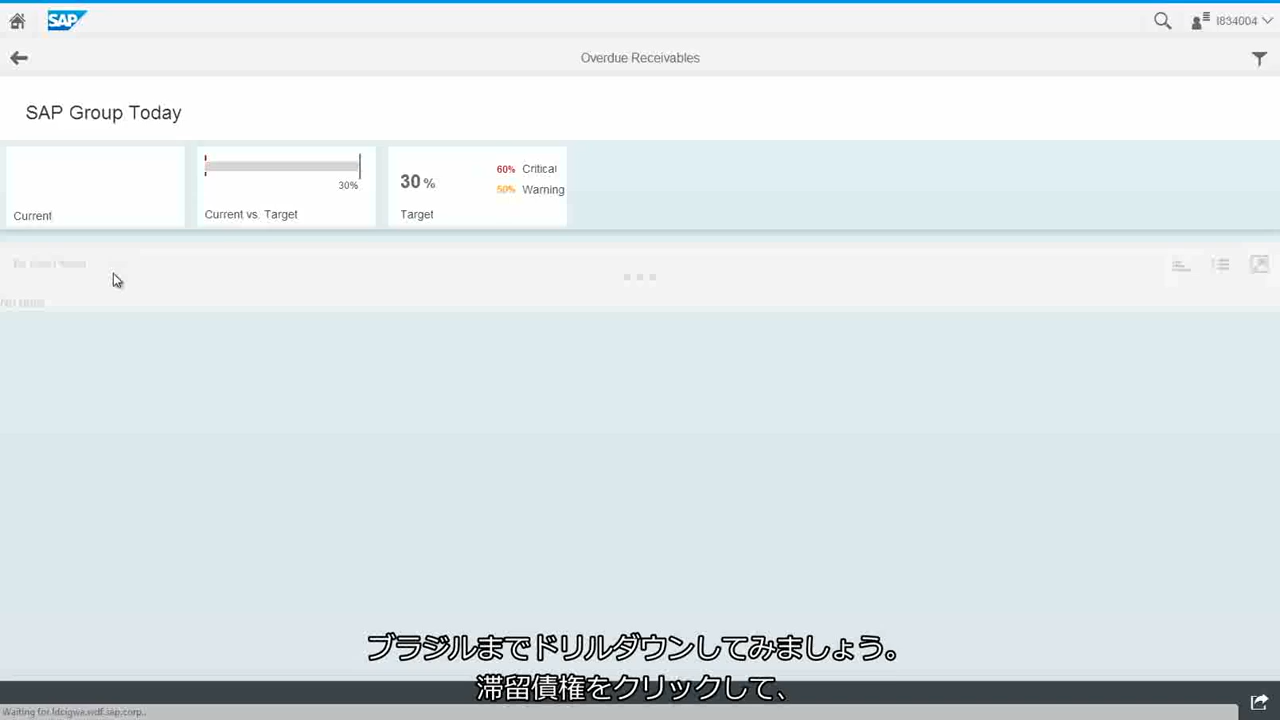 SAP
I834004
Overdue Receivables
SAP Group Today
30%
Current
Current vs. Target
30 %
60% Critical
50% Warning
Target
ブラジルまでドリルダウンしてみましょう。
滞留債権をクリックして、